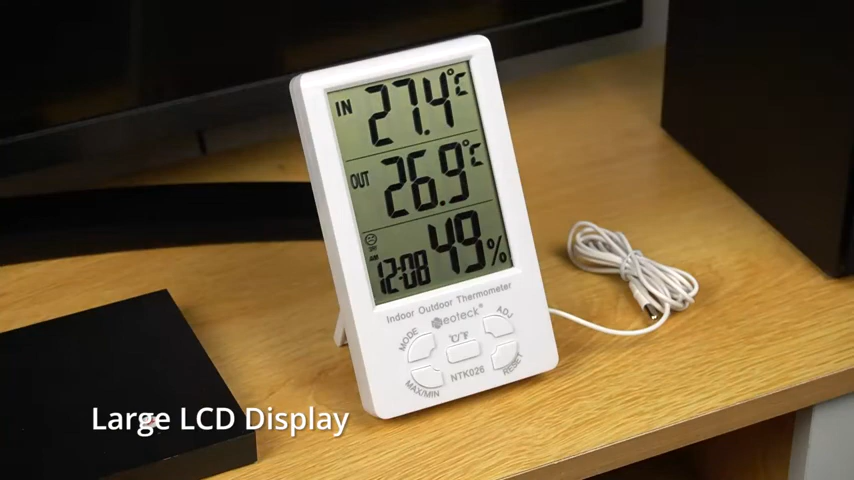 IN 27.4°C
OUT 26.9°C
12:08 49%
Indoor Outdoor Thermometer
Neoteck®
MODE
ADJ
°C/°F
MAX/MIN
RESET
NTK026
Large LCD Display